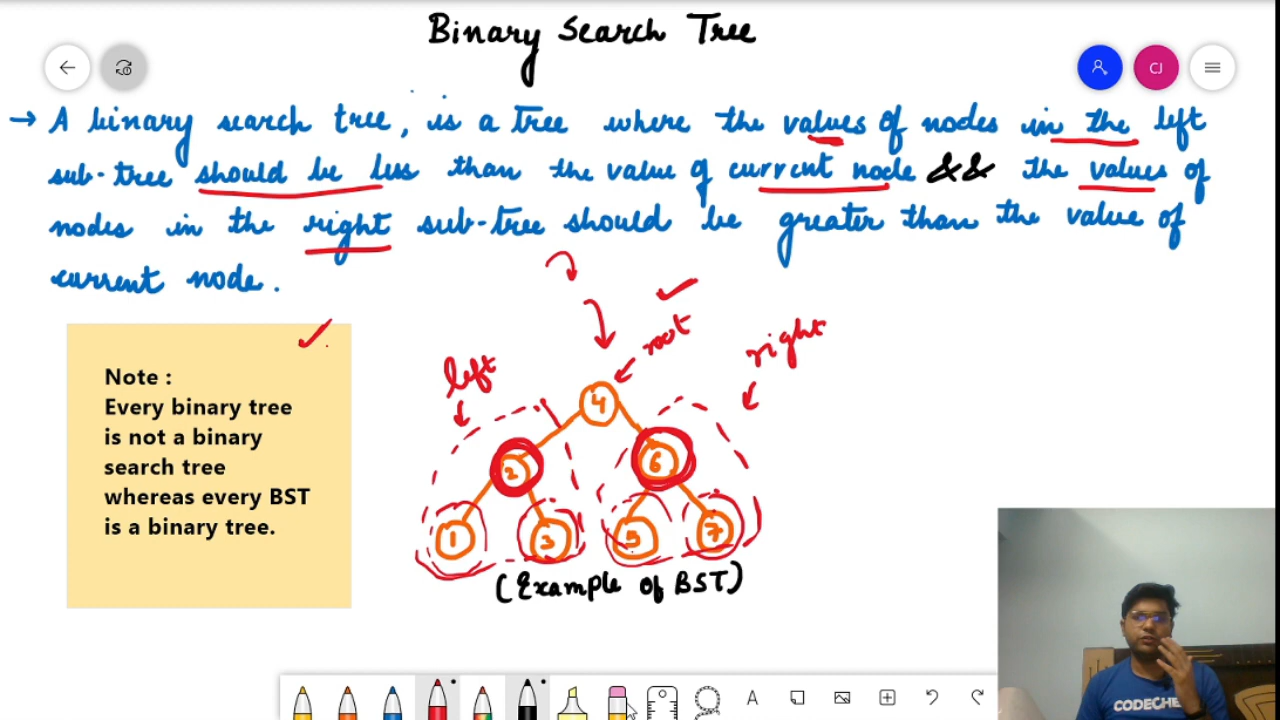 Binary Search Tree
CJ
→ A binary search tree, is a tree where the values of nodes in the left
sub-tree should be less than the value of current node && the values of
nodes in the right sub-tree should be greater than the value of
current node.
Note :
Every binary tree
is not a binary
search tree
whereas every BST
is a binary tree.
left
root
right
4
2
6
1
3
5
7
(Example of BST)
CODECHE
A